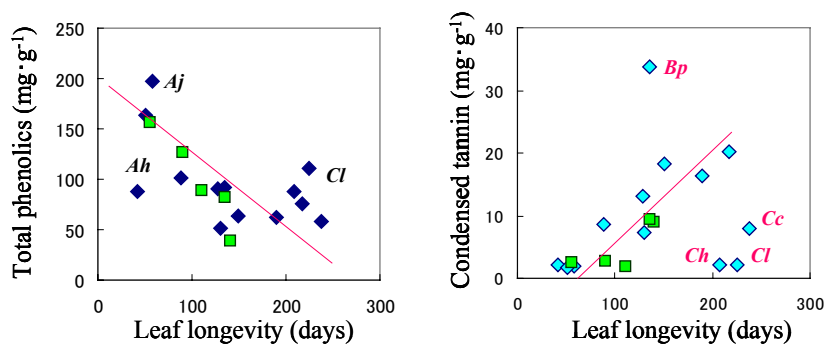 Total phenolics (mg·g⁻¹)
250
200
150
100
50
0
Aj
Ah
Cl
0 100 200 300
Leaf longevity (days)
Condensed tannin (mg·g⁻¹)
40
30
20
10
0
Bp
Cc
Ch Cl
0 100 200 300
Leaf longevity (days)